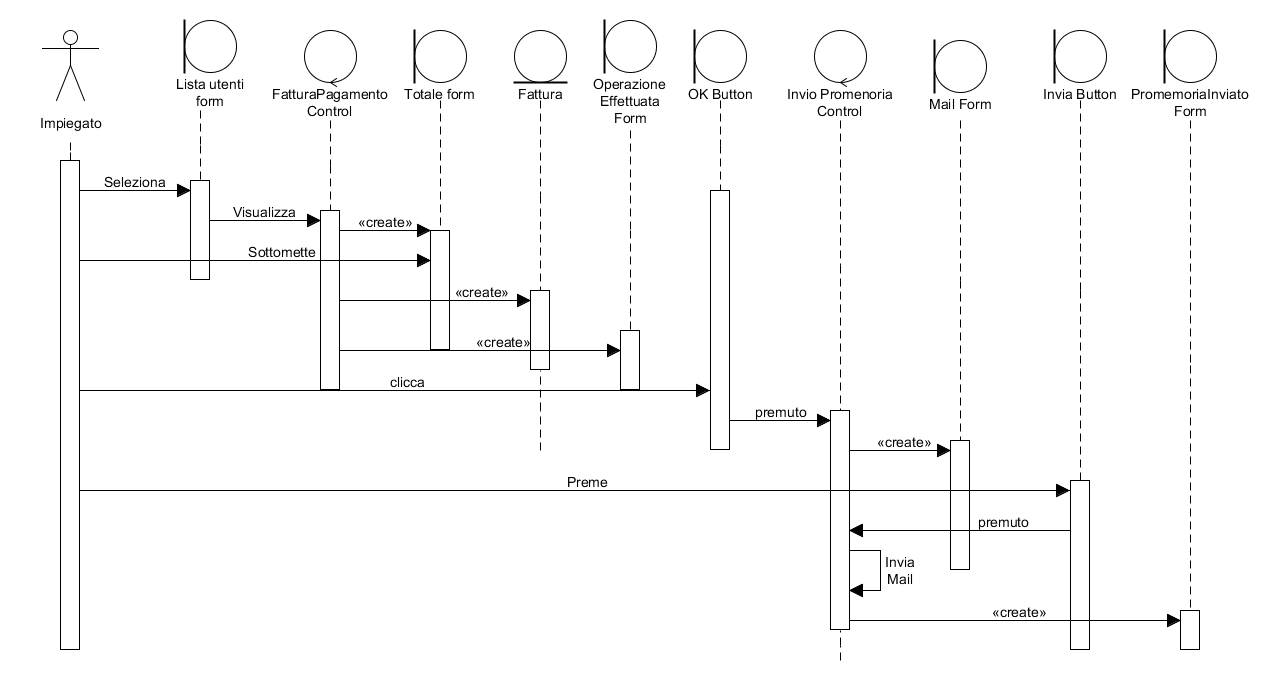 Lista utenti
form
FatturaPagamento
Control
Totale form
Fattura
Operazione
Effettuata
Form
OK Button
Invio Promenoria
Control
Mail Form
Invia Button
PromemoriaInviato
Form
Impiegato
Seleziona
Visualizza
«create»
Sottomette
«create»
«create»
clicca
premuto
«create»
Preme
premuto
Invia
Mail
«create»